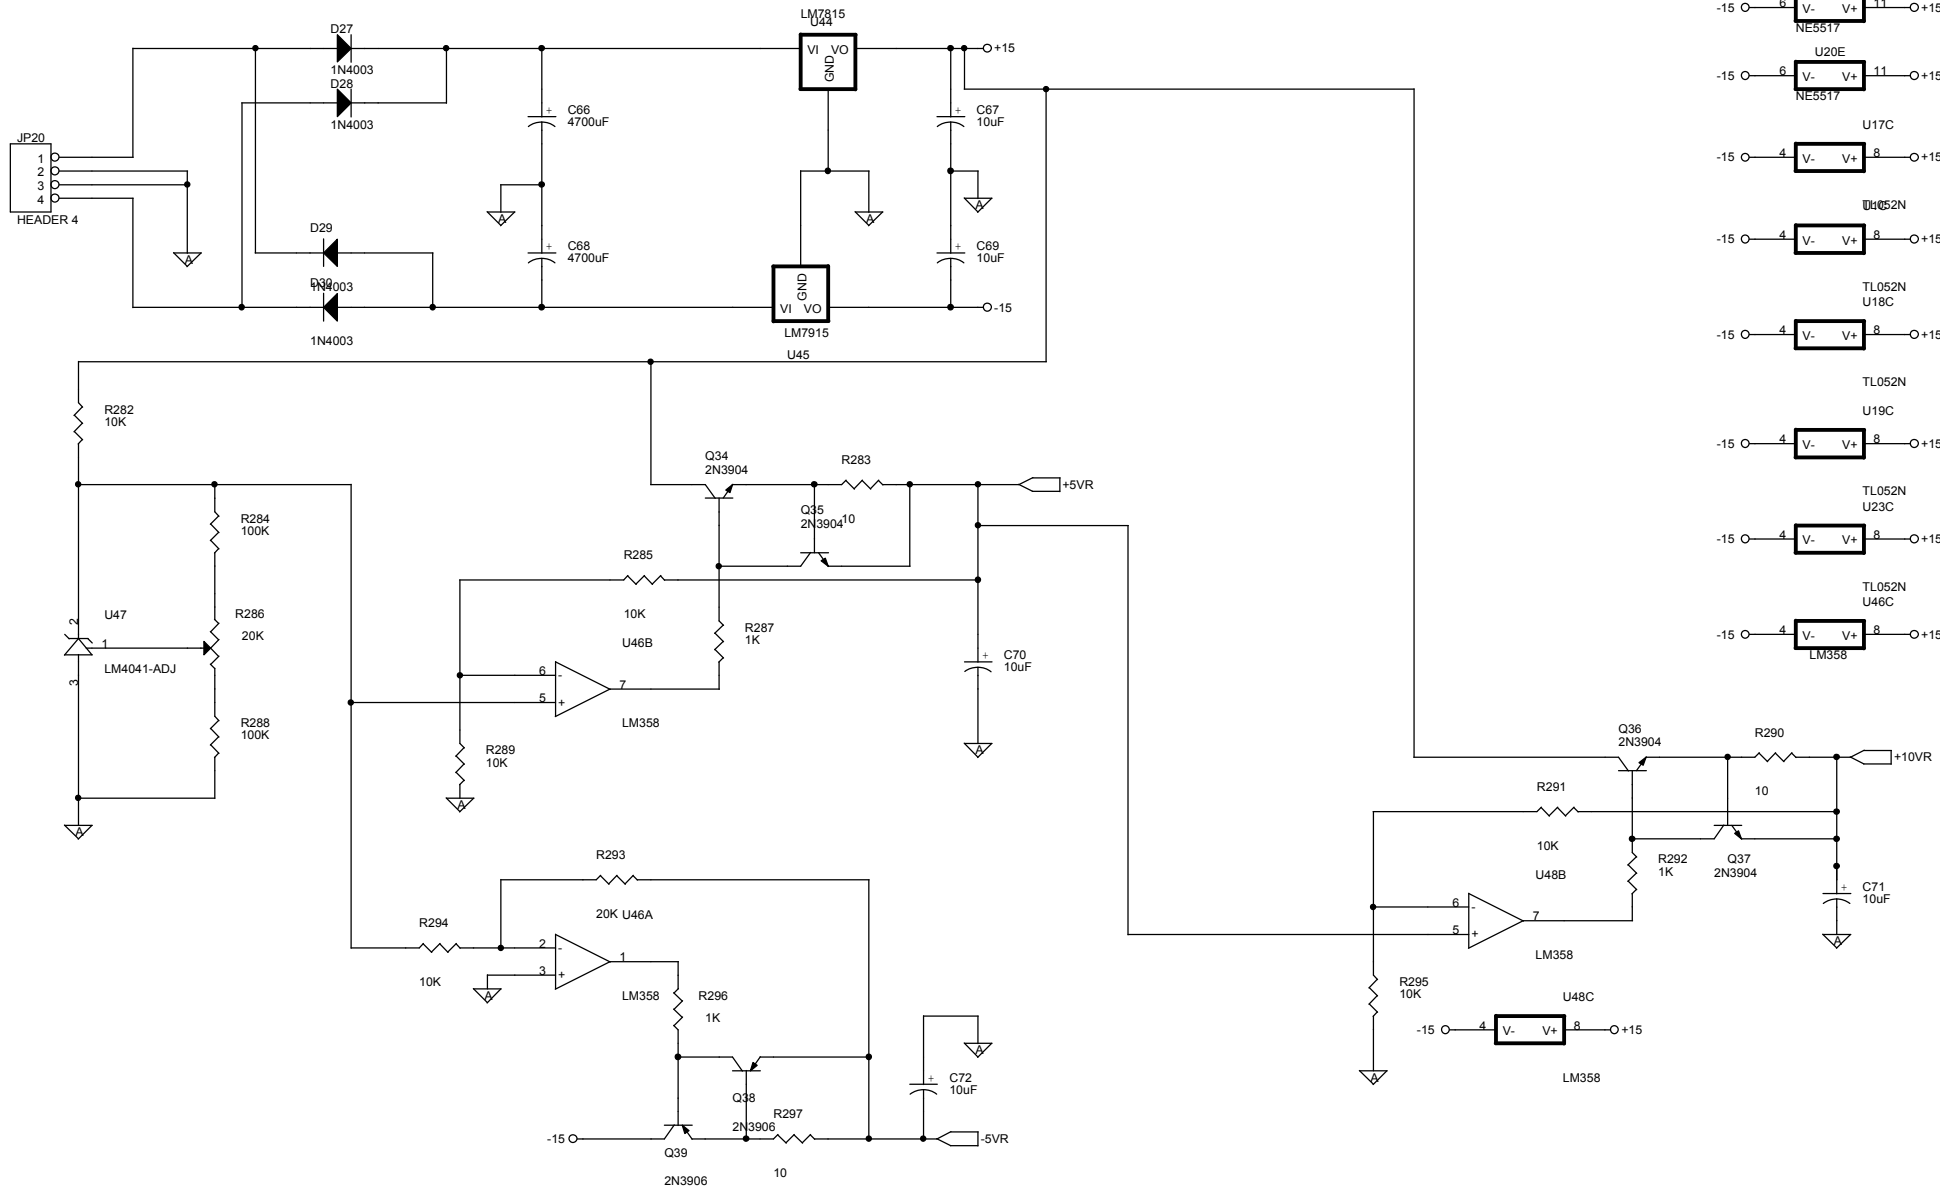 LM7815
U44
VI VO
GND
+15
D27
1N4003
D28
1N4003
C66
4700uF
C67
10uF
JP20
1
2
3
4
HEADER 4
A
A
A
A
D29
1N4003
D30
1N4003
C68
4700uF
C69
10uF
GND
VI VO
LM7915
U45
-15
-15 6 V- V+ 11 +15
NE5517
U20E
-15 6 V- V+ 11 +15
NE5517
U17C
-15 4 V- V+ 8 +15
TL052N
-15 4 V- V+ 8 +15
TL052N
U18C
-15 4 V- V+ 8 +15
TL052N
U19C
-15 4 V- V+ 8 +15
TL052N
U23C
-15 4 V- V+ 8 +15
TL052N
U46C
-15 4 V- V+ 8 +15
LM358
R282
10K
R284
100K
R286
20K
U47
2
1
LM4041-ADJ
3
R288
100K
A
Q34
2N3904
R283
10
Q35
2N3904
+5VR
R285
10K
U46B
6 -
5 +
7
LM358
R287
1K
R289
10K
A
C70
10uF
A
R293
20K
U46A
R294
10K
2 -
3 +
1
A
LM358
R296
1K
Q38
2N3906
R297
10
-15
Q39
2N3906
C72
10uF
A
-5VR
Q36
2N3904
R290
10
+10VR
R291
10K
U48B
6 -
5 +
7
LM358
R292
1K
Q37
2N3904
C71
10uF
A
R295
10K
A
U48C
-15 4 V- V+ 8 +15
LM358